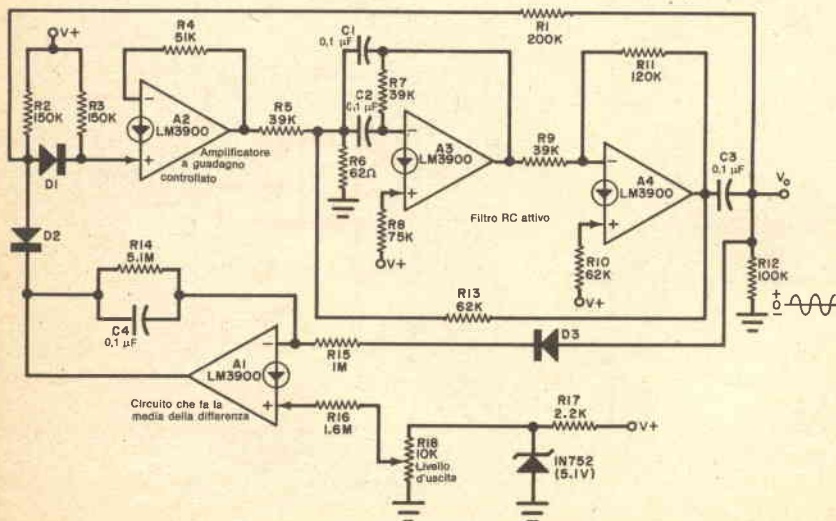 R4
51K
V+
R2
150K
R3
150K
D1
A2
LM3900
Amplificatore
a guadagno
controllato
R5
39K
C1
0,1 µF
C2
0,1 µF
R7
39K
R6
62Ω
A3
LM3900
R8
75K
V+
Filtro RC attivo
R1
200K
R11
120K
R9
39K
A4
LM3900
R10
62K
V+
C3
0,1 µF
Vo
R12
100K
+
0
−
D2
R14
5.1M
C4
0,1 µF
A1
LM3900
Circuito che fa la
media della differenza
R13
62K
R15
1M
D3
R16
1.6M
R18
10K
Livello
d'uscita
R17
2.2K
V+
IN752
(5.1V)
−
+
−
+
−
+
−
+